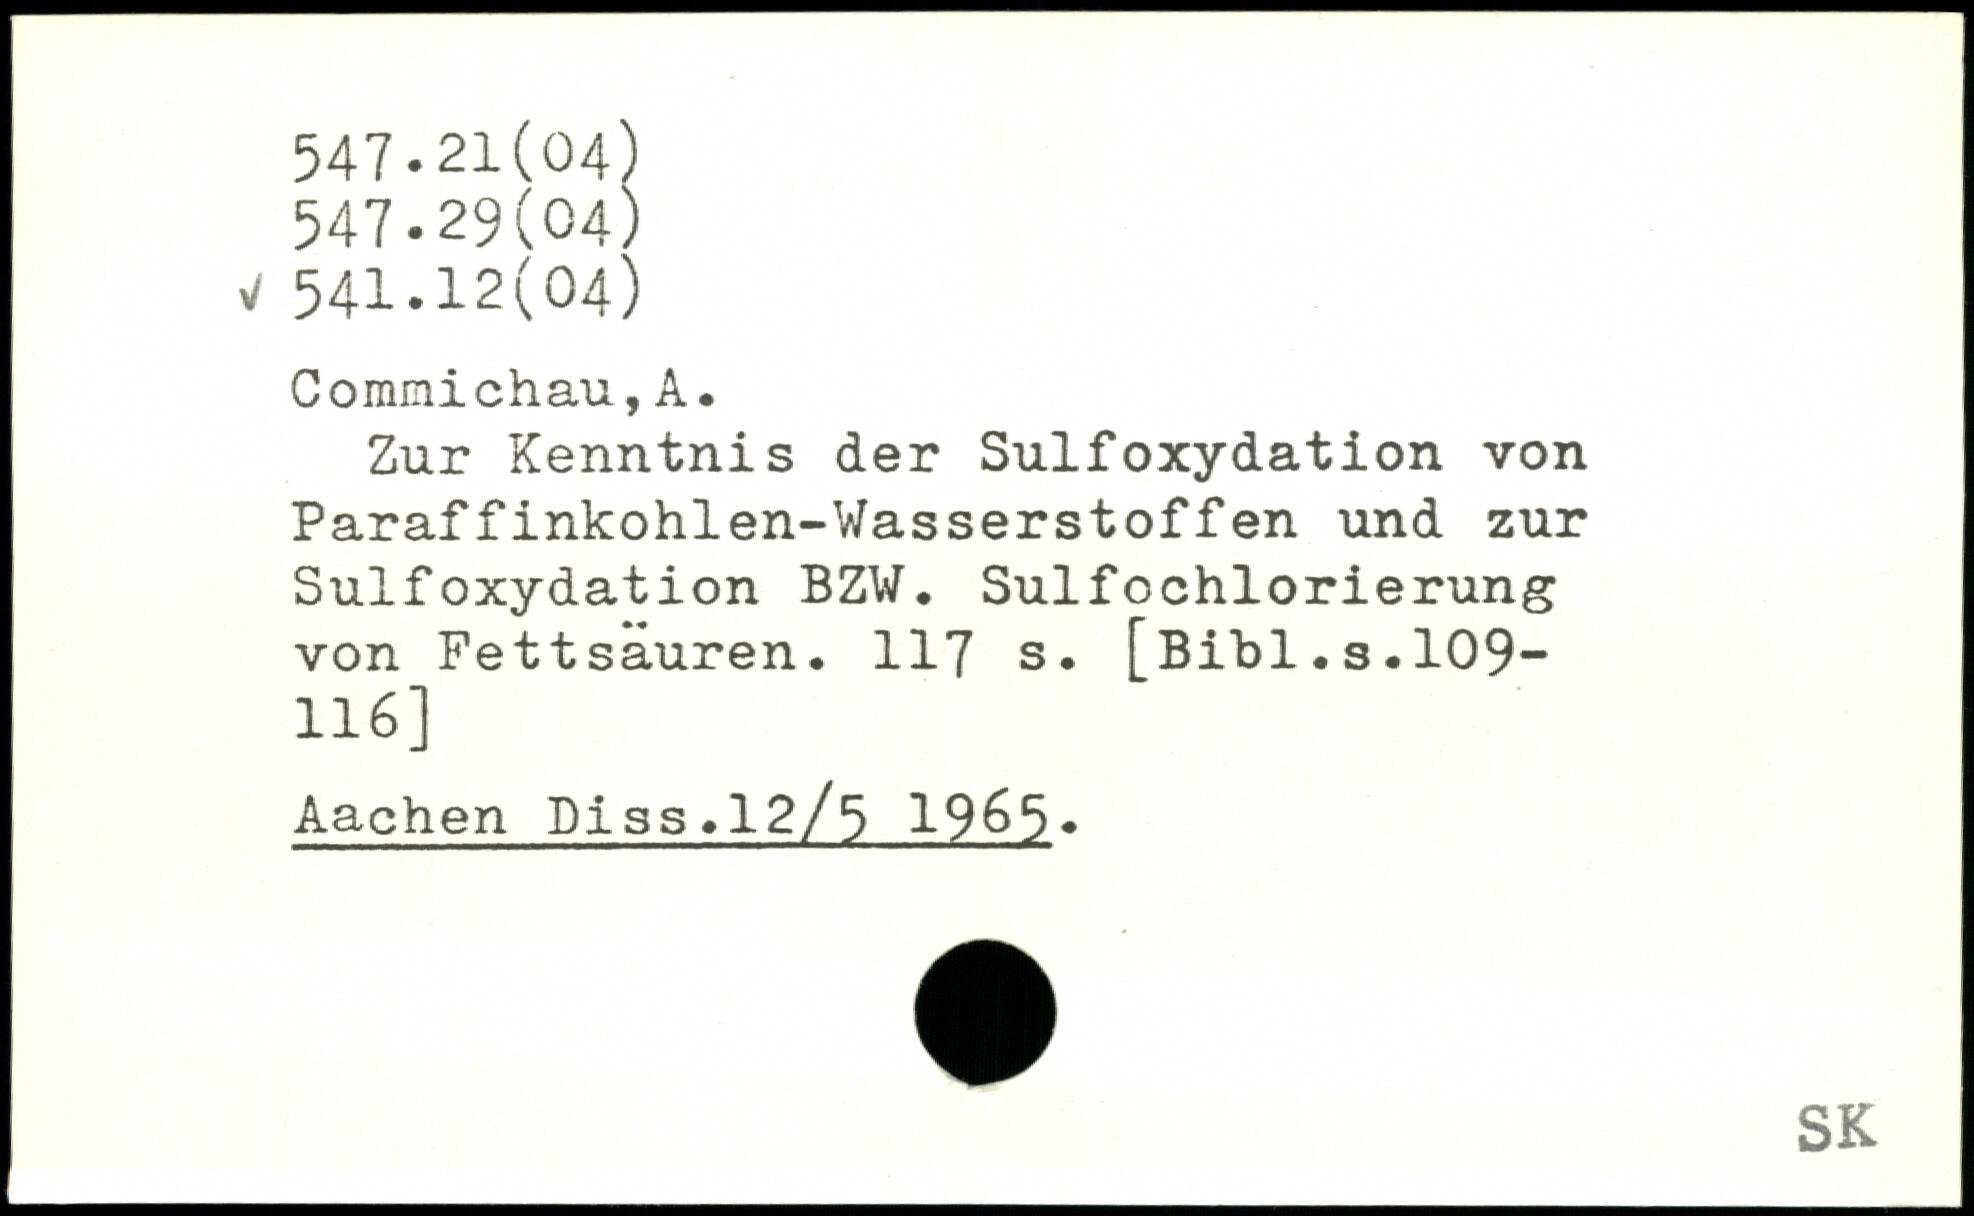 547.21(04)
547.29(04)
✓ 541.12(04)
Commichau,A.
Zur Kenntnis der Sulfoxydation von
Paraffinkohlen-Wasserstoffen und zur
Sulfoxydation BZW. Sulfochlorierung
von Fettsäuren. 117 s. [Bibl.s.109-
116]
Aachen Diss.12/5 1965.
SK